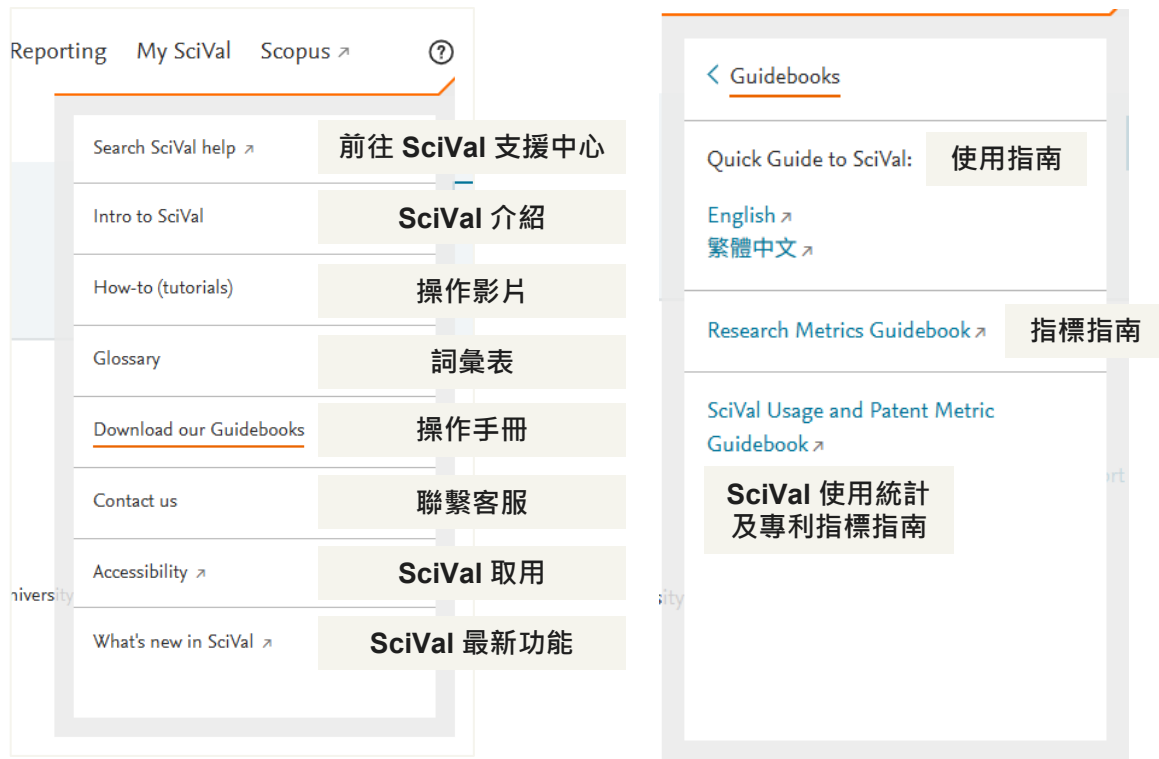 Reporting My SciVal Scopus ↗ ?
Search SciVal help ↗ 前往 SciVal 支援中心
Intro to SciVal SciVal 介紹
How-to (tutorials) 操作影片
Glossary 詞彙表
Download our Guidebooks 操作手冊
Contact us 聯繫客服
Accessibility ↗ SciVal 取用
niversity
What's new in SciVal ↗ SciVal 最新功能
< Guidebooks
Quick Guide to SciVal: 使用指南
English ↗
繁體中文 ↗
Research Metrics Guidebook ↗ 指標指南
SciVal Usage and Patent Metric
Guidebook ↗
SciVal 使用統計
及專利指標指南
ort
sity